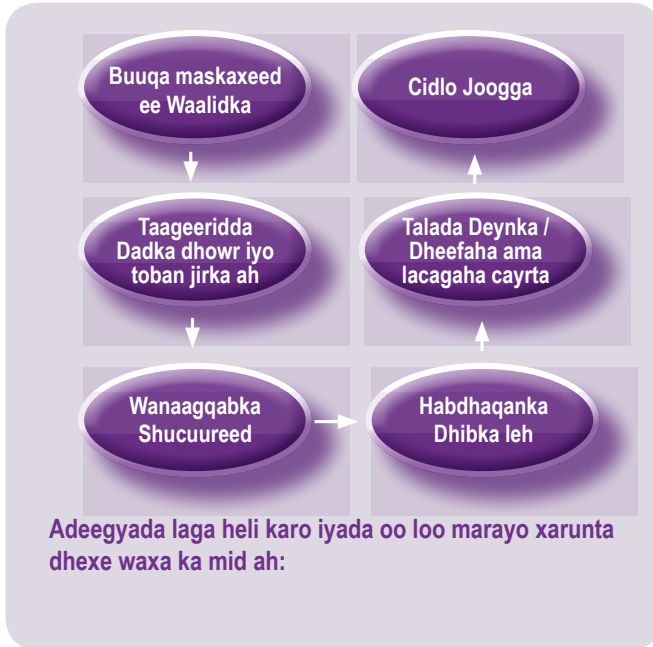 Buuqa maskaxeed
ee Waalidka
Taageeridda
Dadka dhowr iyo
toban jirka ah
Wanaagqabka
Shucuureed
Habdhaqanka
Dhibka leh
Talada Deynka /
Dheefaha ama
lacagaha cayrta
Cidlo Joogga
Adeegyada laga heli karo iyada oo loo marayo xarunta
dhexe waxa ka mid ah: